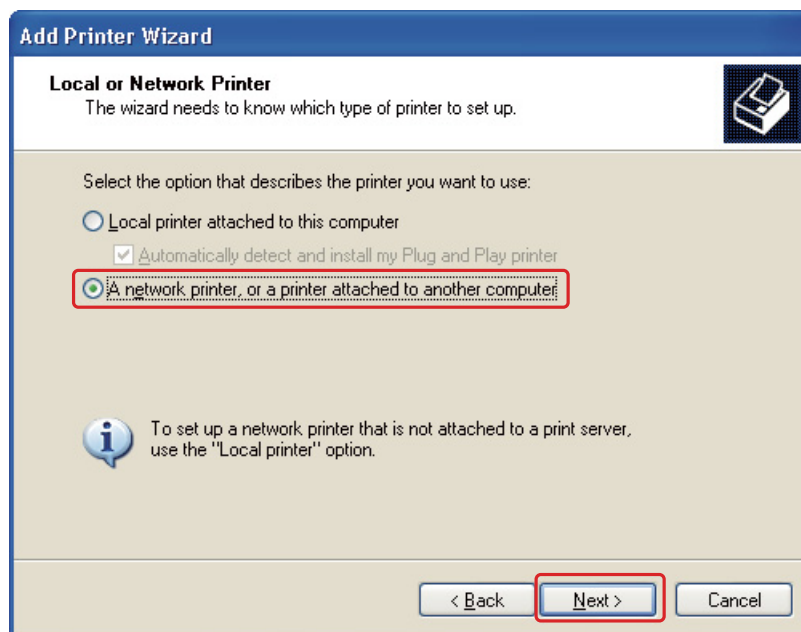 Add Printer Wizard
Local or Network Printer
The wizard needs to know which type of printer to set up.
Select the option that describes the printer you want to use:
Local printer attached to this computer
Automatically detect and install my Plug and Play printer
A network printer, or a printer attached to another computer
To set up a network printer that is not attached to a print server,
use the "Local printer" option.
< Back Next > Cancel